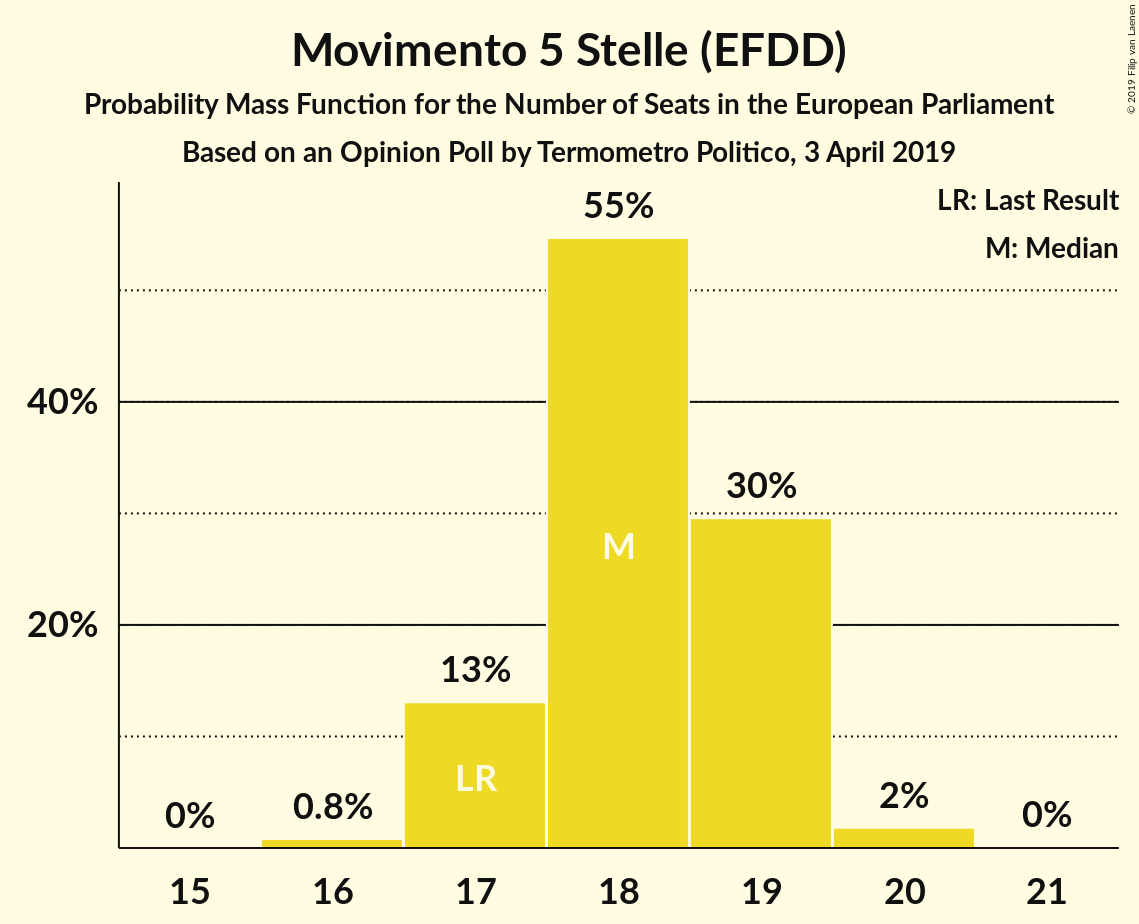 Movimento 5 Stelle (EFDD)
Probability Mass Function for the Number of Seats in the European Parliament
Based on an Opinion Poll by Termometro Politico, 3 April 2019
© 2019 Filip van Laenen
LR: Last Result
M: Median
55%
40%
30%
M
20%
13%
LR
0%
0.8%
2%
0%
15 16 17 18 19 20 21